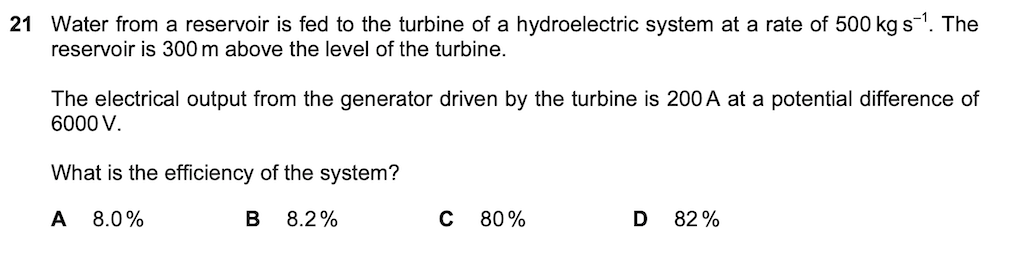 21 Water from a reservoir is fed to the turbine of a hydroelectric system at a rate of 500 kg s⁻¹. The
reservoir is 300 m above the level of the turbine.
The electrical output from the generator driven by the turbine is 200 A at a potential difference of
6000 V.
What is the efficiency of the system?
A 8.0 % B 8.2 % C 80 % D 82 %